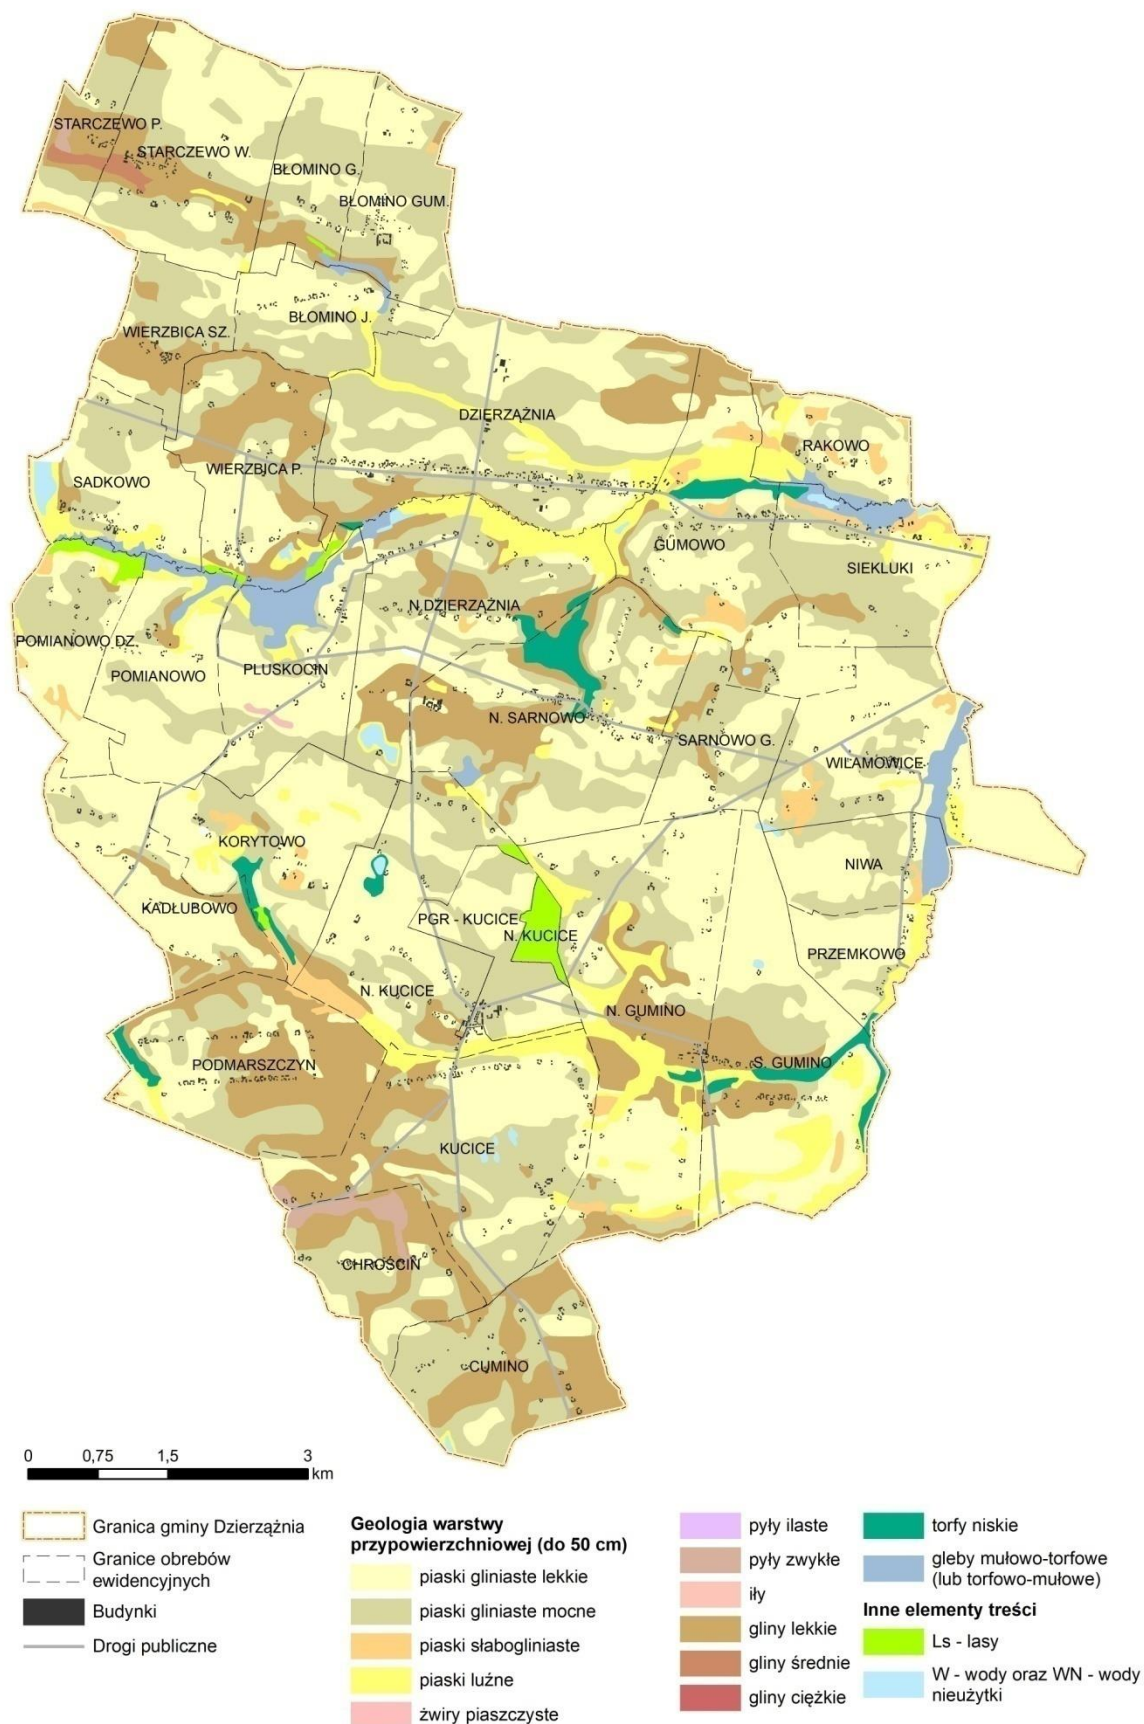 STARCZEWO P.
STARCZEWO W.
BŁOMINO G.
BŁOMINO GUM.
BŁOMINO J.
WIERZBICA SZ.
DZIERZĄŻNIA
RAKOWO
WIERZBICA P.
SADKOWO
GUMOWO
SIEKLUKI
N.DZIERZĄŻNIA
POMIANOWO DZ.
POMIANOWO
PLUSKOCIN
N. SARNOWO
SARNOWO G.
WILAMOWICE
KORYTOWO
NIWA
KADŁUBOWO
PGR - KUCICE
N. KUCICE
PRZEMKOWO
N. KUCICE
N. GUMINO
PODMARSZCZYN
S. GUMINO
KUCICE
CHROŚCIN
CUMINO
0 0,75 1,5 3
km
Granica gminy Dzierzążnia
Granice obrębów
ewidencyjnych
Budynki
Drogi publiczne
Geologia warstwy
przypowierzchniowej (do 50 cm)
piaski gliniaste lekkie
piaski gliniaste mocne
piaski słabogliniaste
piaski luźne
żwiry piaszczyste
pyły ilaste
pyły zwykłe
iły
gliny lekkie
gliny średnie
gliny ciężkie
torfy niskie
gleby mułowo-torfowe
(lub torfowo-mułowe)
Inne elementy treści
Ls - lasy
W - wody oraz WN - wody
nieużytki